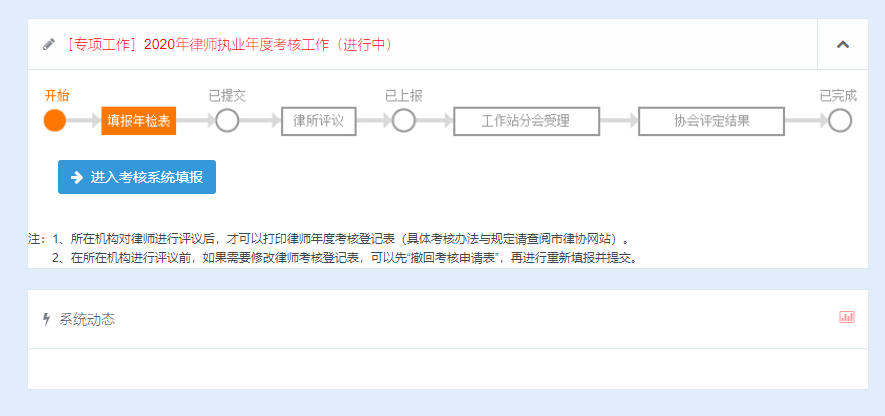 ［专项工作］2020年律师执业年度考核工作（进行中）
开始
已提交
已上报
已完成
填报年检表
律所评议
工作站分会受理
协会评定结果
进入考核系统填报
注：1、所在机构对律师进行评议后，才可以打印律师年度考核登记表（具体考核办法与规定请查阅市律协网站）。
2、在所在机构进行评议前，如果需要修改律师考核登记表，可以先“撤回考核申请表”，再进行重新填报并提交。
系统动态